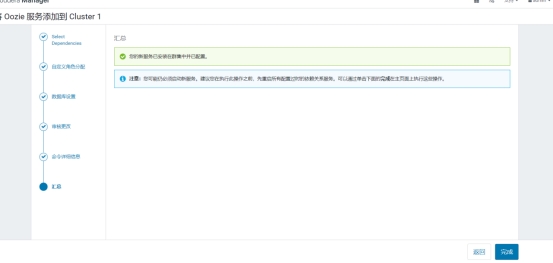 Manager
Oozie 服务添加到 Cluster 1
Select
Dependencies
自定义角色分配
数据库设置
审核更改
命令详细信息
汇总
汇总
您的新服务已安装在群集中并已配置。
注意：您可能仍必须启动新服务。建议您在执行此操作之前，先重启所有配置过时的依赖关系服务。可以通过单击下面的完成在主页面上执行这些操作。
返回
完成